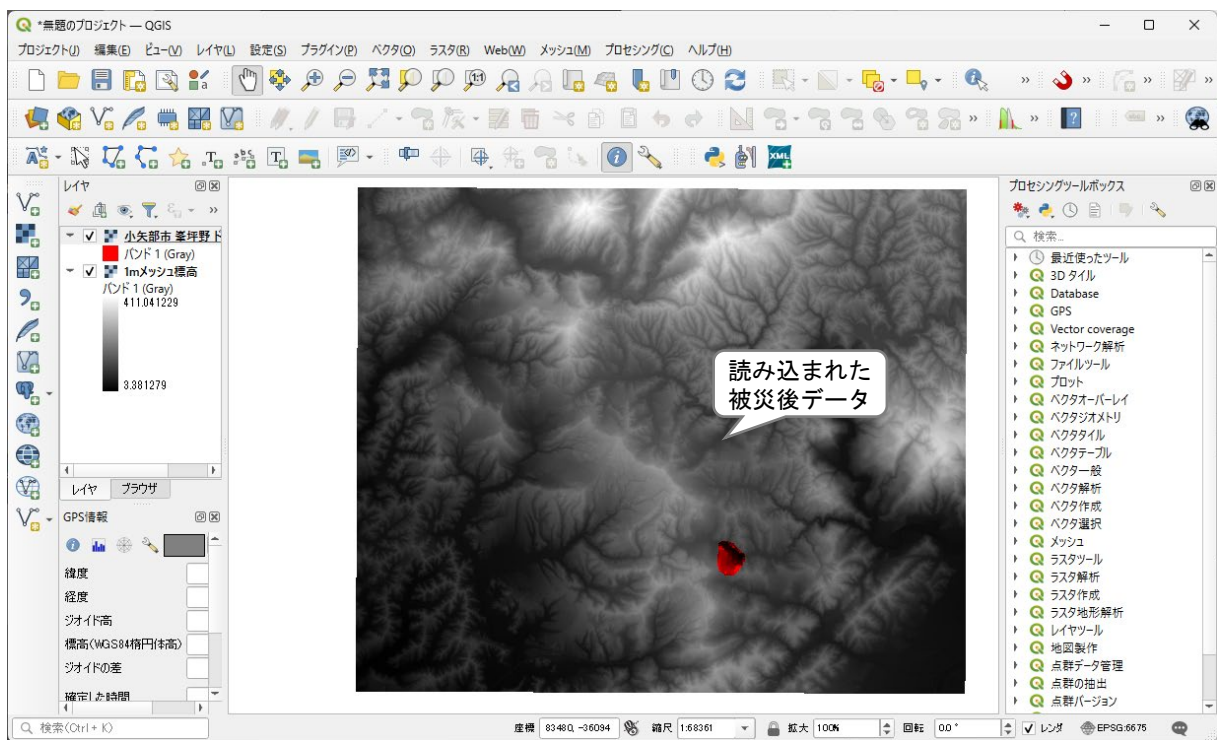 *無題のプロジェクト — QGIS
プロジェクト(J) 編集(E) ビュー(V) レイヤ(L) 設定(S) プラグイン(P) ベクタ(O) ラスタ(R) Web(W) メッシュ(M) プロセシング(C) ヘルプ(H)
レイヤ
小矢部市 峯坪野 ド
バンド 1 (Gray)
1mメッシュ標高
バンド 1 (Gray)
411.041229
3.381279
レイヤ ブラウザ
GPS情報
緯度
経度
ジオイド高
標高(WGS84楕円体高)
ジオイドの差
確定した時間
読み込まれた
被災後データ
プロセシングツールボックス
検索…
最近使ったツール
3D タイル
Database
GPS
Vector coverage
ネットワーク解析
ファイルツール
プロット
ベクタオーバーレイ
ベクタジオメトリ
ベクタタイル
ベクタテーブル
ベクタ一般
ベクタ解析
ベクタ作成
ベクタ選択
メッシュ
ラスタツール
ラスタ解析
ラスタ作成
ラスタ地形解析
レイヤツール
地図製作
点群データ管理
点群の抽出
点群バージョン
検索(Ctrl + K) 座標 83480, -36094 縮尺 1:68361 拡大 100% 回転 0.0 ° レンダ EPSG:6675